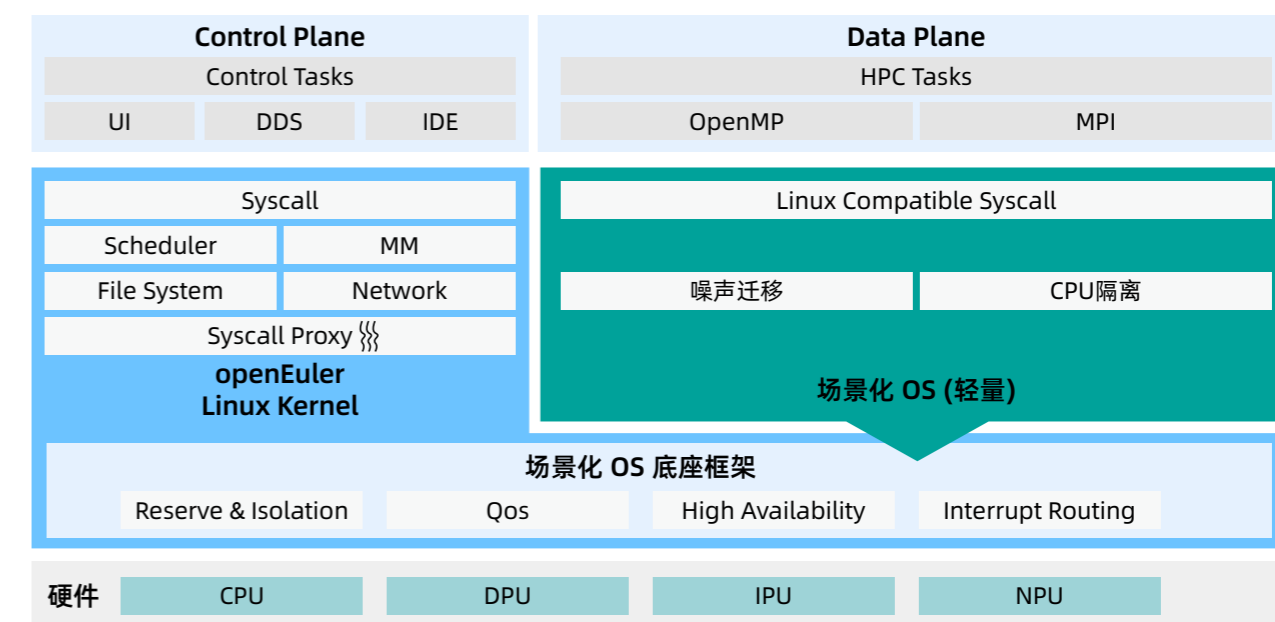 Control Plane
Control Tasks
UI
DDS
IDE
Data Plane
HPC Tasks
OpenMP
MPI
Syscall
Scheduler
MM
File System
Network
Syscall Proxy
openEuler
Linux Kernel
Linux Compatible Syscall
噪声迁移
CPU隔离
场景化 OS (轻量)
场景化 OS 底座框架
Reserve & Isolation
Qos
High Availability
Interrupt Routing
硬件
CPU
DPU
IPU
NPU